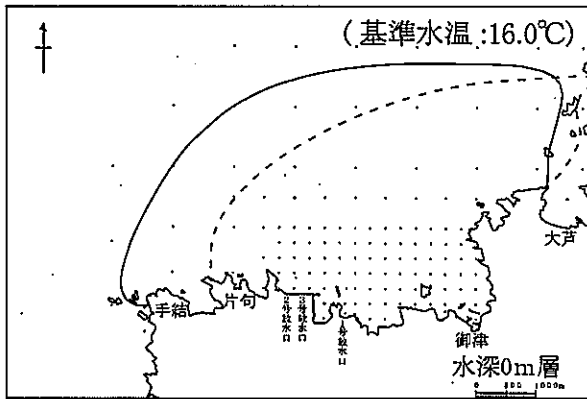 (基準水温:16.0℃)
大芦
手結
片句
2号放水口
3号放水口
1号放水口
御津
水深0m層
0 500 1000m